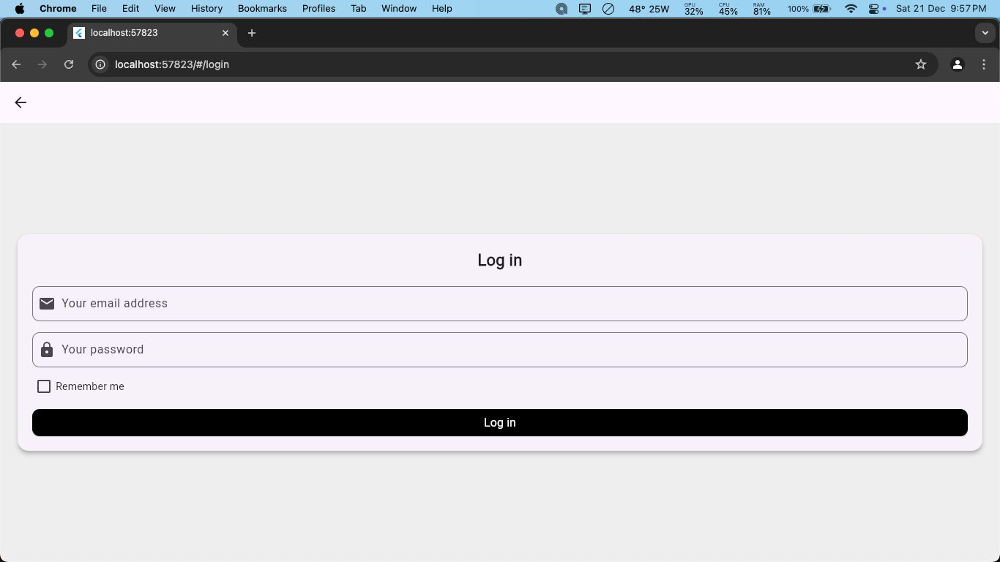 Chrome File Edit View History Bookmarks Profiles Tab Window Help 48° 25W GPU 32% CPU 45% RAM 81% 100% Sat 21 Dec 9:57 PM
localhost:57823
localhost:57823/#/login
Log in
Your email address
Your password
Remember me
Log in